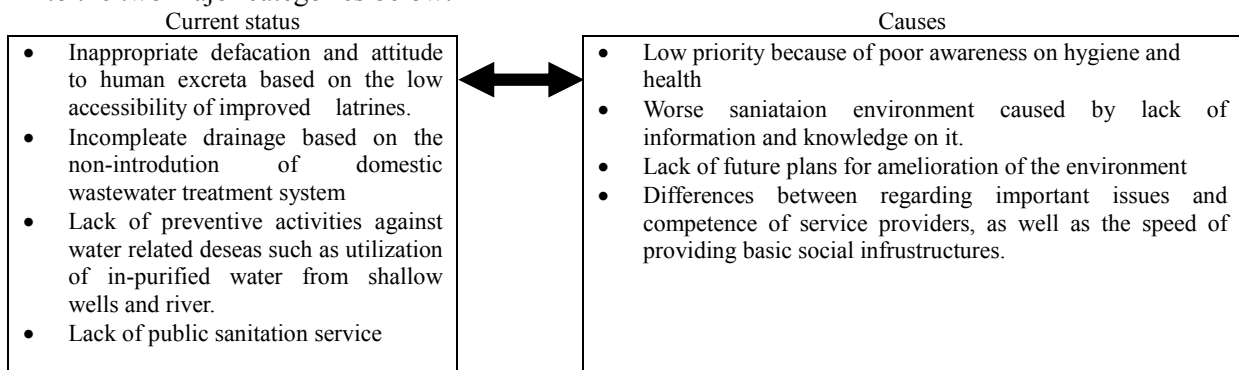 Current status
• Inappropriate defacation and attitude
to human excreta based on the low
accessibility of improved latrines.
• Incompleate drainage based on the
non-introdution of domestic
wastewater treatment system
• Lack of preventive activities against
water related deseas such as utilization
of in-purified water from shallow
wells and river.
• Lack of public sanitation service
Causes
• Low priority because of poor awareness on hygiene and
health
• Worse saniataion environment caused by lack of
information and knowledge on it.
• Lack of future plans for amelioration of the environment
• Differences between regarding important issues and
competence of service providers, as well as the speed of
providing basic social infrustructures.